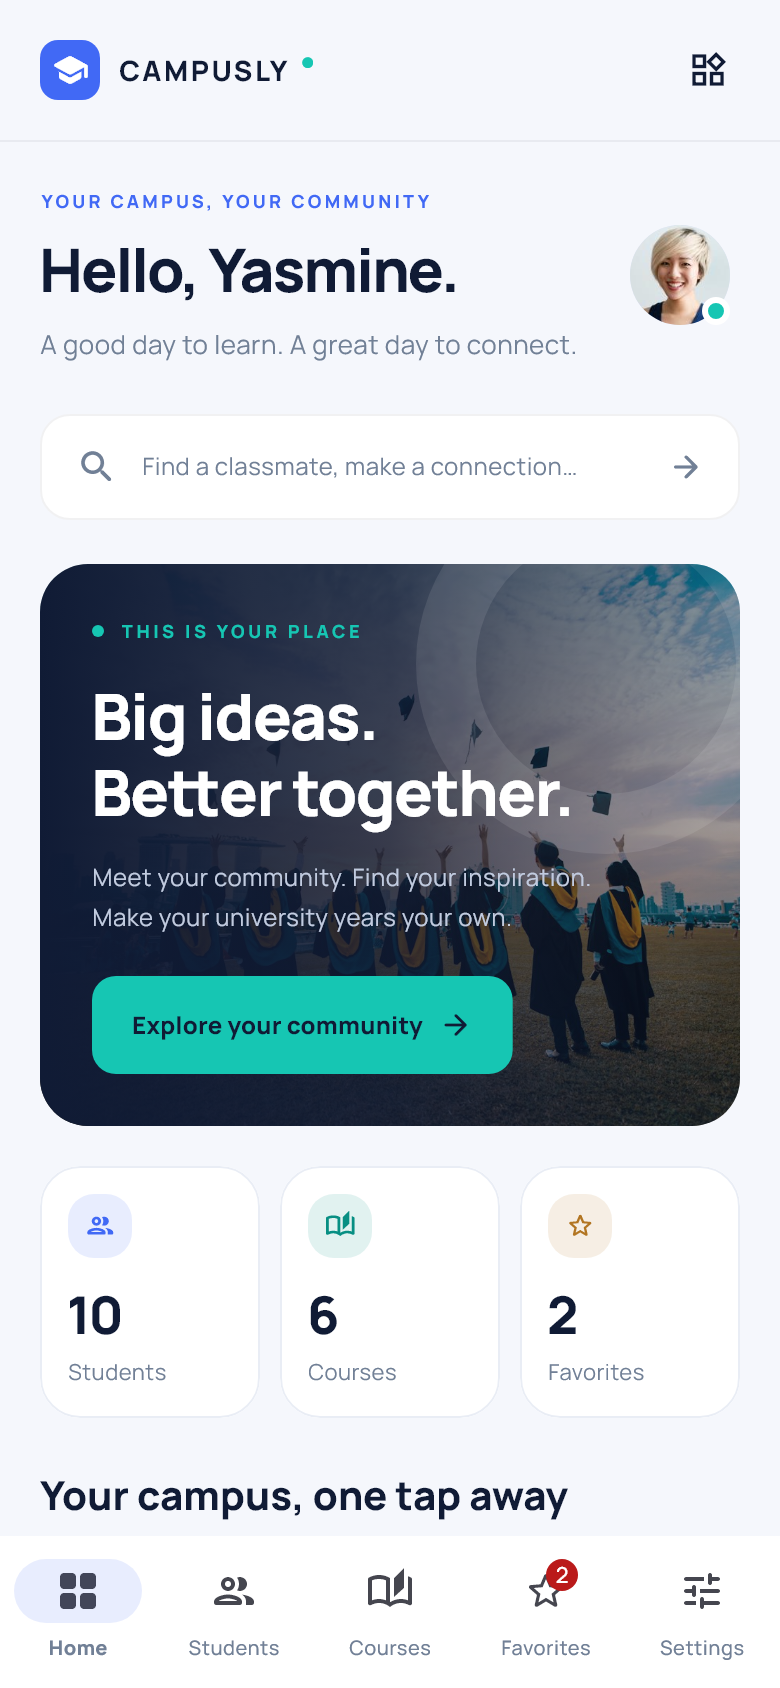 CAMPUSLY
YOUR CAMPUS, YOUR COMMUNITY
Hello, Yasmine.
A good day to learn. A great day to connect.
Find a classmate, make a connection...
THIS IS YOUR PLACE
Big ideas.
Better together.
Meet your community. Find your inspiration.
Make your university years your own.
Explore your community
10
Students
6
Courses
2
Favorites
Your campus, one tap away
2
Home
Students
Courses
Favorites
Settings